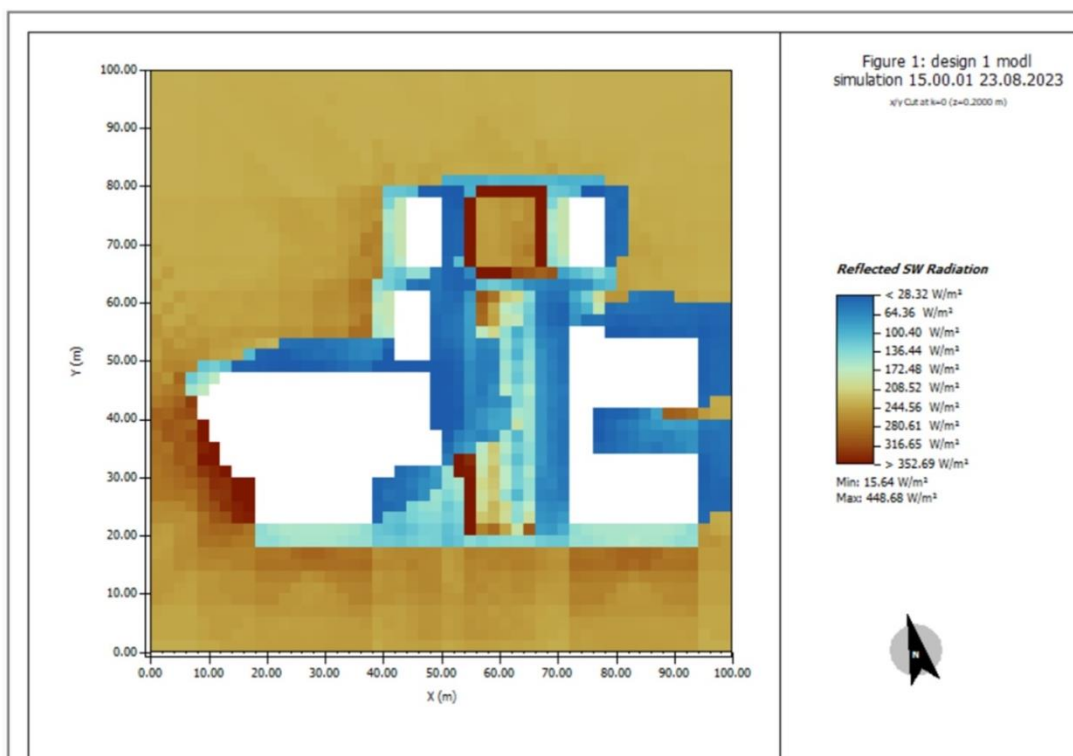 Figure 1: design 1 modl
simulation 15.00.01 23.08.2023
x/y Cut at k=0 (z=0.2000 m)
100.00
90.00
80.00
70.00
60.00
50.00
40.00
30.00
20.00
10.00
0.00
Y (m)
0.00 10.00 20.00 30.00 40.00 50.00 60.00 70.00 80.00 90.00 100.00
X (m)
Reflected SW Radiation
< 28.32 W/m²
64.36 W/m²
100.40 W/m²
136.44 W/m²
172.48 W/m²
208.52 W/m²
244.56 W/m²
280.61 W/m²
316.65 W/m²
> 352.69 W/m²
Min: 15.64 W/m²
Max: 448.68 W/m²
N